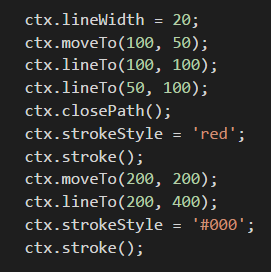 ctx.lineWidth = 20;
ctx.moveTo(100, 50);
ctx.lineTo(100, 100);
ctx.lineTo(50, 100);
ctx.closePath();
ctx.strokeStyle = 'red';
ctx.stroke();
ctx.moveTo(200, 200);
ctx.lineTo(200, 400);
ctx.strokeStyle = '#000';
ctx.stroke();